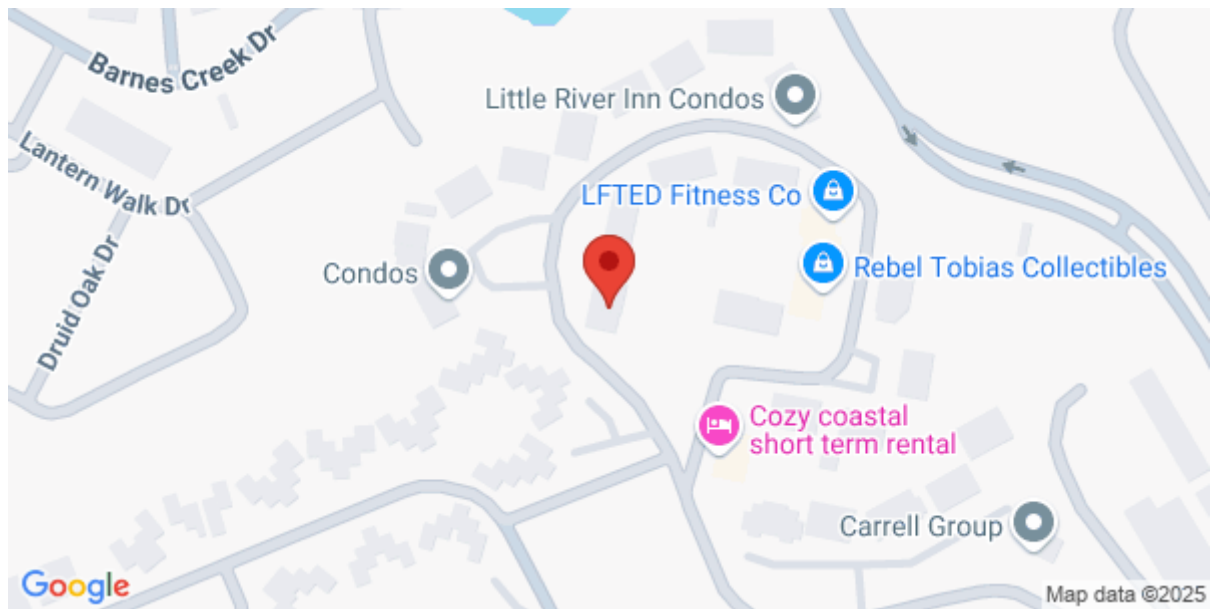 Barnes Creek Dr
Lantern Walk Dr
Druid Oak Dr
Little River Inn Condos
LFTED Fitness Co
Condos
Rebel Tobias Collectibles
Cozy coastal
short term rental
Carrell Group
Google
Map data ©2025